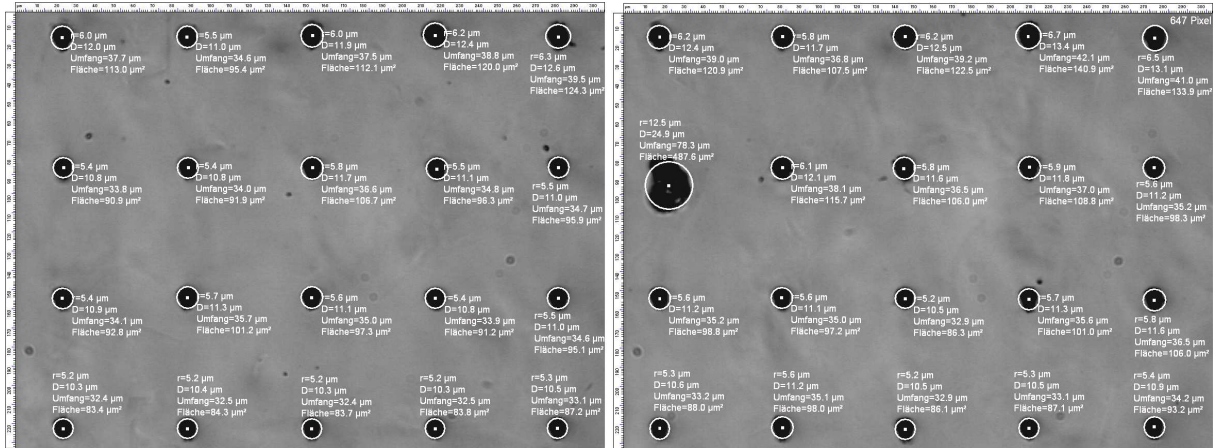 647 Pixel
r=6.0 µm
D=12.0 µm
Umfang=37.7 µm
Fläche=113.0 µm²
r=5.5 µm
D=11.0 µm
Umfang=34.6 µm
Fläche=95.4 µm²
r=6.0 µm
D=11.9 µm
Umfang=37.5 µm
Fläche=112.1 µm²
r=6.2 µm
D=12.4 µm
Umfang=38.8 µm
Fläche=120.0 µm²
r=6.3 µm
D=12.6 µm
Umfang=39.5 µm
Fläche=124.3 µm²
r=5.4 µm
D=10.8 µm
Umfang=33.8 µm
Fläche=90.9 µm²
r=5.4 µm
D=10.8 µm
Umfang=34.0 µm
Fläche=91.9 µm²
r=5.8 µm
D=11.7 µm
Umfang=36.6 µm
Fläche=106.7 µm²
r=5.5 µm
D=11.1 µm
Umfang=34.8 µm
Fläche=96.3 µm²
r=5.5 µm
D=11.0 µm
Umfang=34.7 µm
Fläche=95.9 µm²
r=5.4 µm
D=10.9 µm
Umfang=34.1 µm
Fläche=92.8 µm²
r=5.7 µm
D=11.3 µm
Umfang=35.7 µm
Fläche=101.2 µm²
r=5.6 µm
D=11.1 µm
Umfang=35.0 µm
Fläche=97.3 µm²
r=5.4 µm
D=10.8 µm
Umfang=33.9 µm
Fläche=91.2 µm²
r=5.5 µm
D=11.0 µm
Umfang=34.6 µm
Fläche=95.1 µm²
r=5.2 µm
D=10.3 µm
Umfang=32.4 µm
Fläche=83.4 µm²
r=5.2 µm
D=10.4 µm
Umfang=32.5 µm
Fläche=84.3 µm²
r=5.2 µm
D=10.3 µm
Umfang=32.4 µm
Fläche=83.7 µm²
r=5.2 µm
D=10.3 µm
Umfang=32.5 µm
Fläche=83.8 µm²
r=5.3 µm
D=10.5 µm
Umfang=33.1 µm
Fläche=87.2 µm²
r=6.2 µm
D=12.4 µm
Umfang=39.0 µm
Fläche=120.9 µm²
r=5.8 µm
D=11.7 µm
Umfang=36.8 µm
Fläche=107.5 µm²
r=6.2 µm
D=12.5 µm
Umfang=39.2 µm
Fläche=122.5 µm²
r=6.7 µm
D=13.4 µm
Umfang=42.1 µm
Fläche=140.9 µm²
r=6.5 µm
D=13.1 µm
Umfang=41.0 µm
Fläche=133.9 µm²
r=12.5 µm
D=24.9 µm
Umfang=78.3 µm
Fläche=487.6 µm²
r=6.1 µm
D=12.1 µm
Umfang=38.1 µm
Fläche=115.7 µm²
r=5.8 µm
D=11.6 µm
Umfang=36.5 µm
Fläche=106.0 µm²
r=5.9 µm
D=11.8 µm
Umfang=37.0 µm
Fläche=108.8 µm²
r=5.6 µm
D=11.2 µm
Umfang=35.2 µm
Fläche=98.3 µm²
r=5.6 µm
D=11.2 µm
Umfang=35.2 µm
Fläche=98.8 µm²
r=5.6 µm
D=11.1 µm
Umfang=35.0 µm
Fläche=97.2 µm²
r=5.2 µm
D=10.5 µm
Umfang=32.9 µm
Fläche=86.3 µm²
r=5.7 µm
D=11.3 µm
Umfang=35.6 µm
Fläche=101.0 µm²
r=5.8 µm
D=11.6 µm
Umfang=36.5 µm
Fläche=106.0 µm²
r=5.3 µm
D=10.6 µm
Umfang=33.2 µm
Fläche=88.0 µm²
r=5.6 µm
D=11.2 µm
Umfang=35.1 µm
Fläche=98.0 µm²
r=5.2 µm
D=10.5 µm
Umfang=32.9 µm
Fläche=86.1 µm²
r=5.3 µm
D=10.5 µm
Umfang=33.1 µm
Fläche=87.1 µm²
r=5.4 µm
D=10.9 µm
Umfang=34.2 µm
Fläche=93.2 µm²